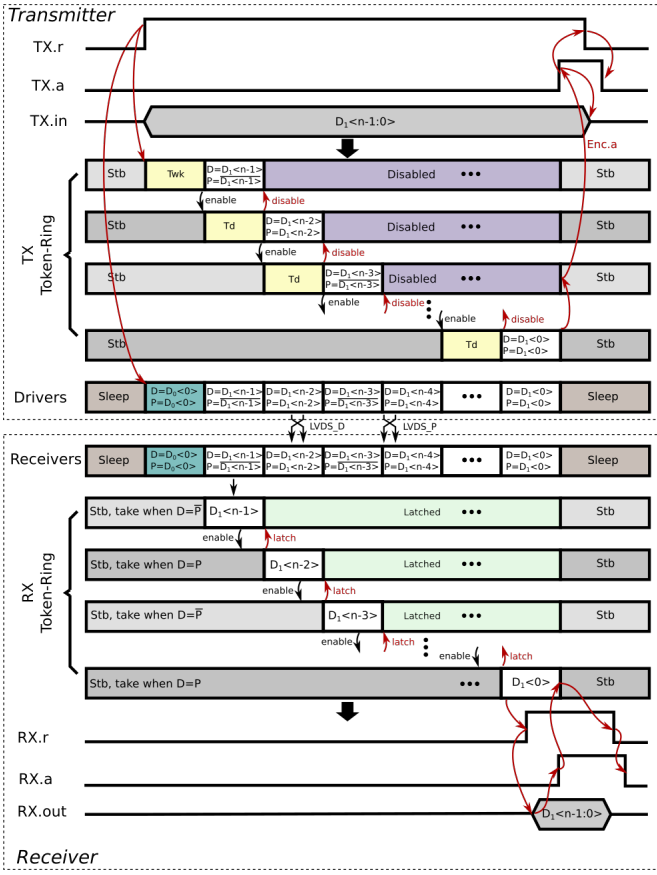 Transmitter
TX.r
TX.a
TX.in
D₁<n-1:0>
Enc.a
TX
Token-Ring
Stb
Twk
D=D₁<n-1>
P=D̅₁̅<̅n̅-̅1̅>̅
Disabled •••
Stb
enable
disable
Stb
Td
D=D₁<n-2>
P=D₁<n-2>
Disabled •••
Stb
enable
disable
Stb
Td
D=D₁<n-3>
P=D̅₁̅<̅n̅-̅3̅>̅
Disabled •••
Stb
enable
disable
enable
disable
Stb
Td
D=D₁<0>
P=D₁<0>
Stb
Drivers
Sleep
D=D₀<0>
P=D₀<0>
D=D₁<n-1>
P=D̅₁̅<̅n̅-̅1̅>̅
D=D₁<n-2>
P=D₁<n-2>
D=D₁<n-3>
P=D̅₁̅<̅n̅-̅3̅>̅
D=D₁<n-4>
P=D₁<n-4>
•••
D=D₁<0>
P=D₁<0>
Sleep
LVDS_D
LVDS_P
Receivers
Sleep
D=D₀<0>
P=D₀<0>
D=D₁<n-1>
P=D̅₁̅<̅n̅-̅1̅>̅
D=D₁<n-2>
P=D₁<n-2>
D=D₁<n-3>
P=D̅₁̅<̅n̅-̅3̅>̅
D=D₁<n-4>
P=D₁<n-4>
•••
D=D₁<0>
P=D₁<0>
Sleep
RX
Token-Ring
Stb, take when D=P̅
D₁<n-1>
Latched •••
Stb
enable
latch
Stb, take when D=P
D₁<n-2>
Latched •••
Stb
enable
latch
Stb, take when D=P̅
D₁<n-3>
Latched •••
Stb
enable
latch
enable
latch
Stb, take when D=P
•••
D₁<0>
Stb
RX.r
RX.a
RX.out
D₁<n-1:0>
Receiver